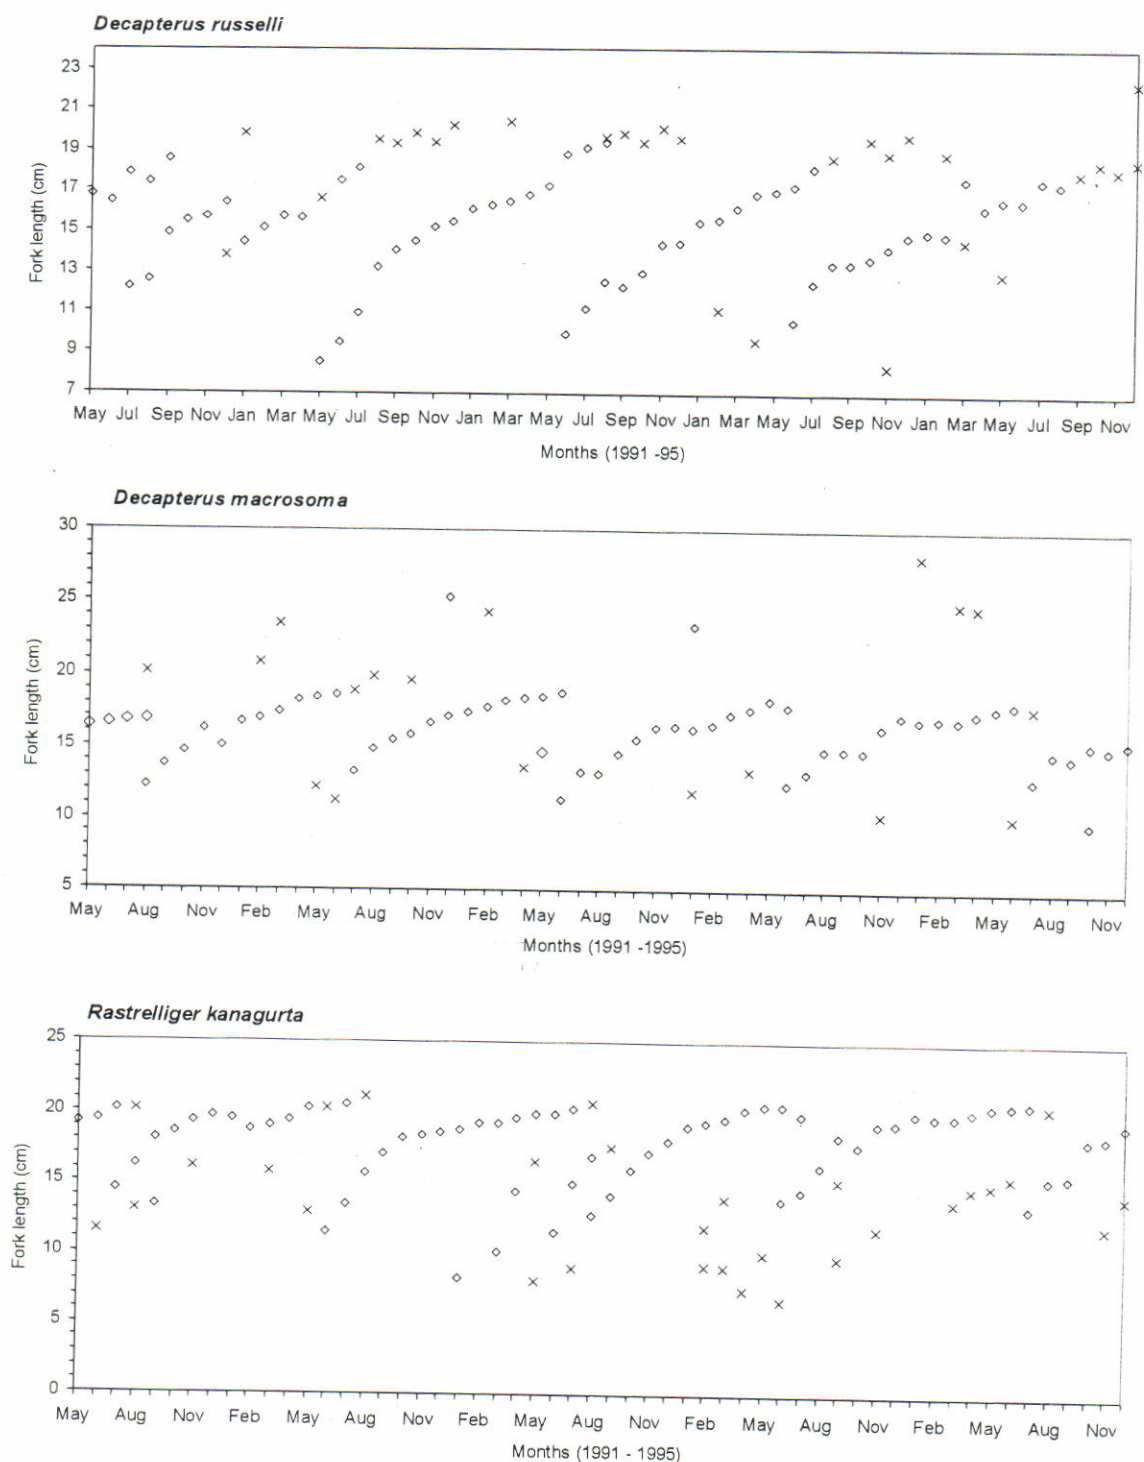 Decapterus russelli
23
21
19
17
15
13
11
9
7
Fork length (cm)
May Jul Sep Nov Jan Mar May Jul Sep Nov Jan Mar May Jul Sep Nov Jan Mar May Jul Sep Nov Jan Mar May Jul Sep Nov
Months (1991 -95)
Decapterus macrosoma
30
25
20
15
10
5
Fork length (cm)
May Aug Nov Feb May Aug Nov Feb May Aug Nov Feb May Aug Nov Feb May Aug Nov
Months (1991 -1995)
Rastrelliger kanagurta
25
20
15
10
5
0
Fork length (cm)
May Aug Nov Feb May Aug Nov Feb May Aug Nov Feb May Aug Nov Feb May Aug Nov
Months (1991 - 1995)